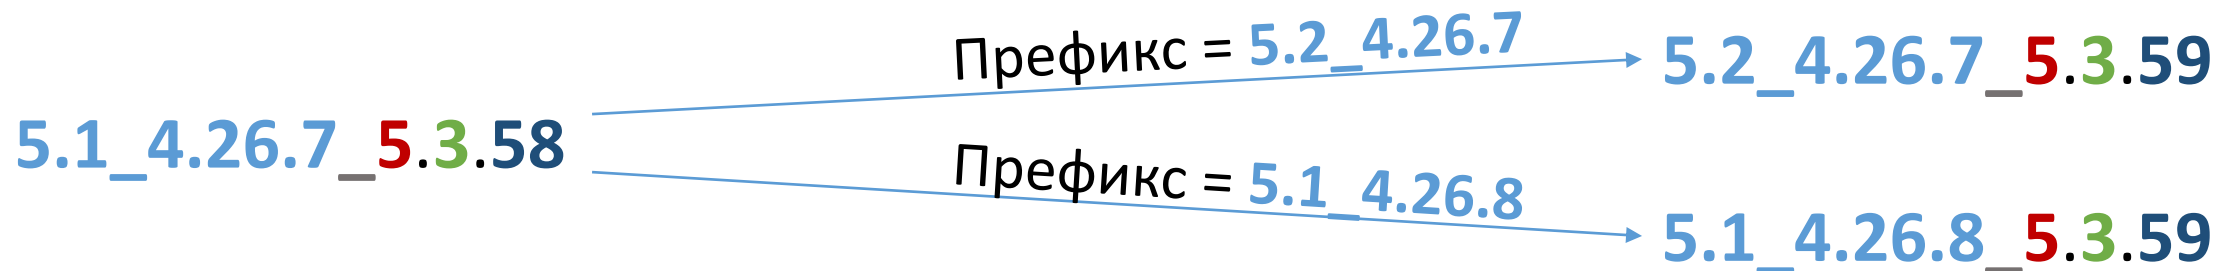 5.1_4.26.7_5.3.58
Префикс = 5.2_4.26.7
5.2_4.26.7_5.3.59
Префикс = 5.1_4.26.8
5.1_4.26.8_5.3.59